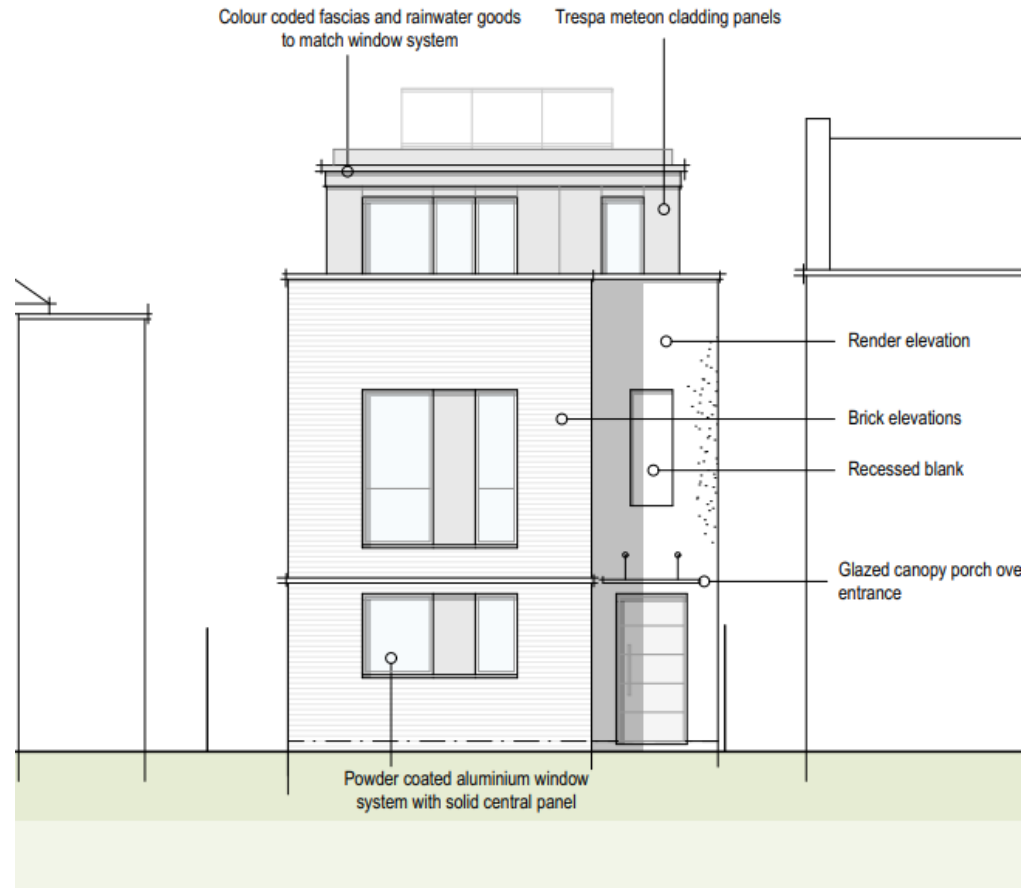 Colour coded fascias and rainwater goods
to match window system
Trespa meteon cladding panels
Render elevation
Brick elevations
Recessed blank
Glazed canopy porch ove
entrance
Powder coated aluminium window
system with solid central panel